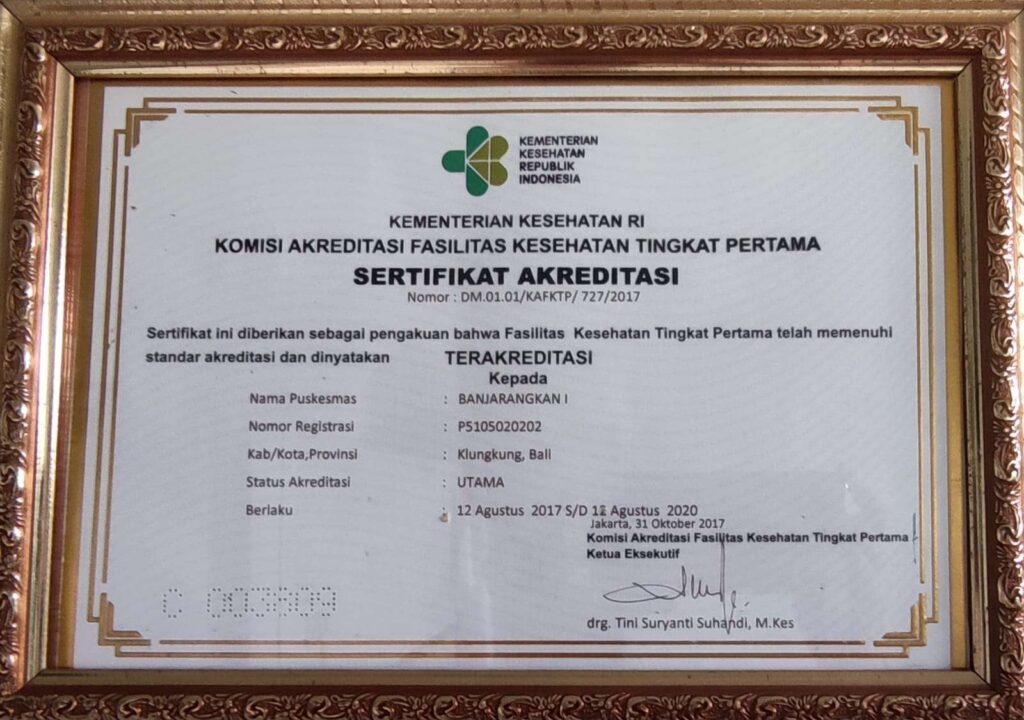 KEMENTERIAN
KESEHATAN
REPUBLIK
INDONESIA
KEMENTERIAN KESEHATAN RI
KOMISI AKREDITASI FASILITAS KESEHATAN TINGKAT PERTAMA
SERTIFIKAT AKREDITASI
Nomor : DM.01.01/KAFKTP/ 727/2017
Sertifikat ini diberikan sebagai pengakuan bahwa Fasilitas Kesehatan Tingkat Pertama telah memenuhi
standar akreditasi dan dinyatakan TERAKREDITASI
Kepada
Nama Puskesmas : BANJARANGKAN I
Nomor Registrasi : P5105020202
Kab/Kota,Provinsi : Klungkung, Bali
Status Akreditasi : UTAMA
Berlaku : 12 Agustus 2017 S/D 12 Agustus 2020
Jakarta, 31 Oktober 2017
Komisi Akreditasi Fasilitas Kesehatan Tingkat Pertama
Ketua Eksekutif
drg. Tini Suryanti Suhandi, M.Kes
C 003809